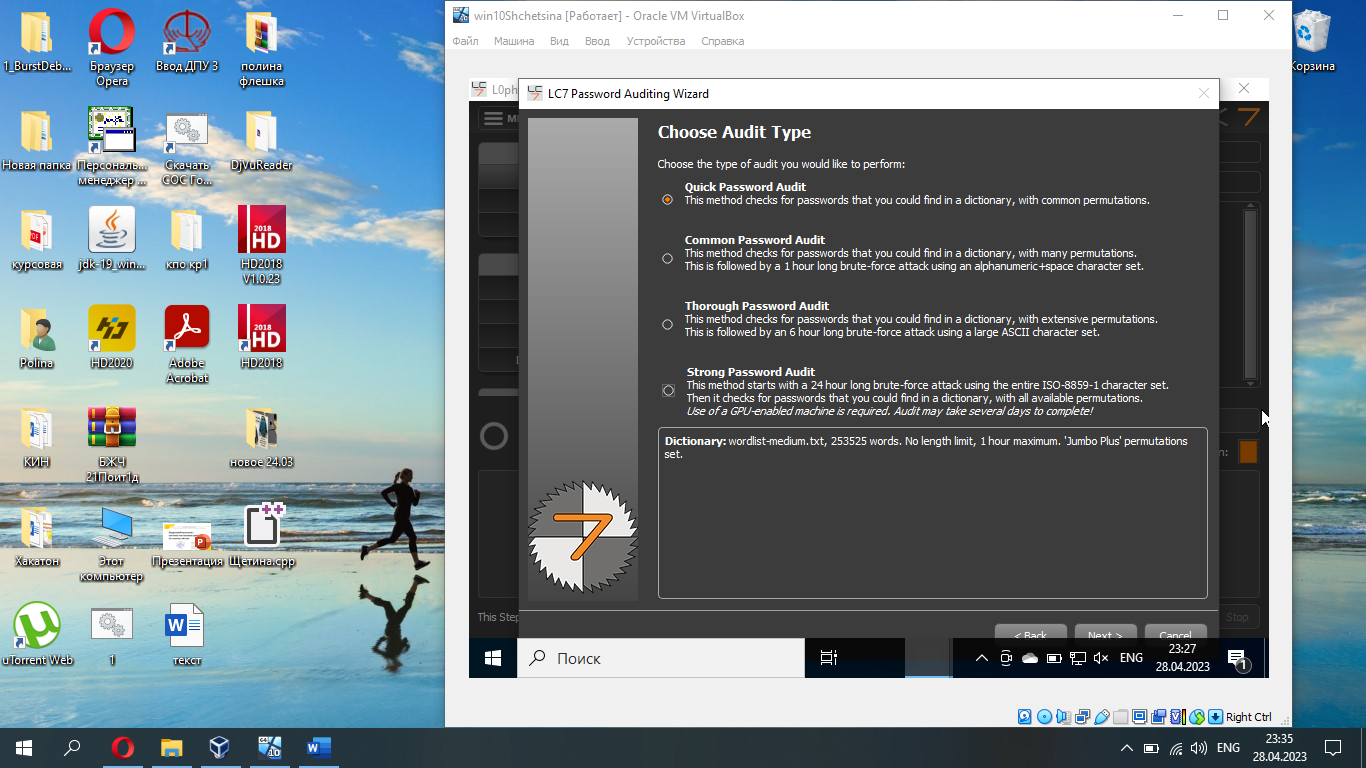 1_BurstDeb...
Браузер
Opera
Ввод ДПУ 3
полина
флешка
Новая папка
Персональ...
менеджер ...
Скачать
СОС Го...
DjVuReader
курсовая
jdk-19_win...
кпо кр1
2018
HD
HD2018
V1.0.23
Polina
HD2020
Adobe
Acrobat
2018
HD
HD2018
КИН
БЖЧ
21Поит1д
новое 24.03
Хакатон
Этот
компьютер
Презентация
Щетина.cpp
uTorrent Web
1
текст
Корзина
win10Shchetsina [Работает] - Oracle VM VirtualBox
Файл Машина Вид Ввод Устройства Справка
L0ph
LC7 Password Auditing Wizard
Choose Audit Type
Choose the type of audit you would like to perform:
Quick Password Audit
This method checks for passwords that you could find in a dictionary, with common permutations.
Common Password Audit
This method checks for passwords that you could find in a dictionary, with many permutations.
This is followed by a 1 hour long brute-force attack using an alphanumeric+space character set.
Thorough Password Audit
This method checks for passwords that you could find in a dictionary, with extensive permutations.
This is followed by an 6 hour long brute-force attack using a large ASCII character set.
Strong Password Audit
This method starts with a 24 hour long brute-force attack using the entire ISO-8859-1 character set.
Then it checks for passwords that you could find in a dictionary, with all available permutations.
Use of a GPU-enabled machine is required. Audit may take several days to complete!
Dictionary: wordlist-medium.txt, 253525 words. No length limit, 1 hour maximum. 'Jumbo Plus' permutations
set.
n:
This Step
Stop
< Back Next > Cancel
Поиск
ENG
23:27
28.04.2023
1
Right Ctrl
ENG
23:35
28.04.2023